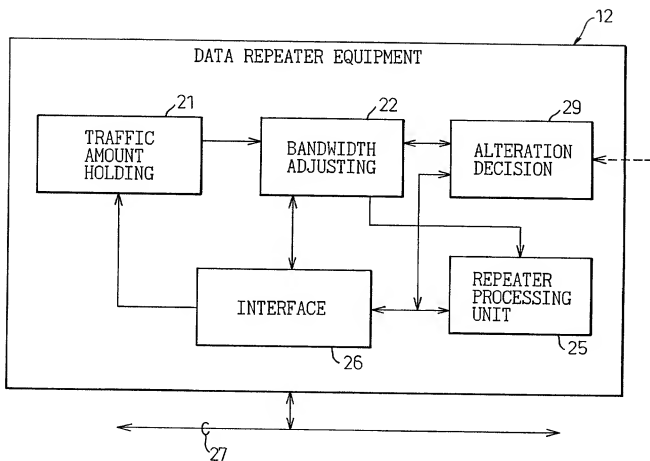 12
DATA REPEATER EQUIPMENT
21
22
29
TRAFFIC
AMOUNT
HOLDING
BANDWIDTH
ADJUSTING
ALTERATION
DECISION
INTERFACE
REPEATER
PROCESSING
UNIT
26
25
27